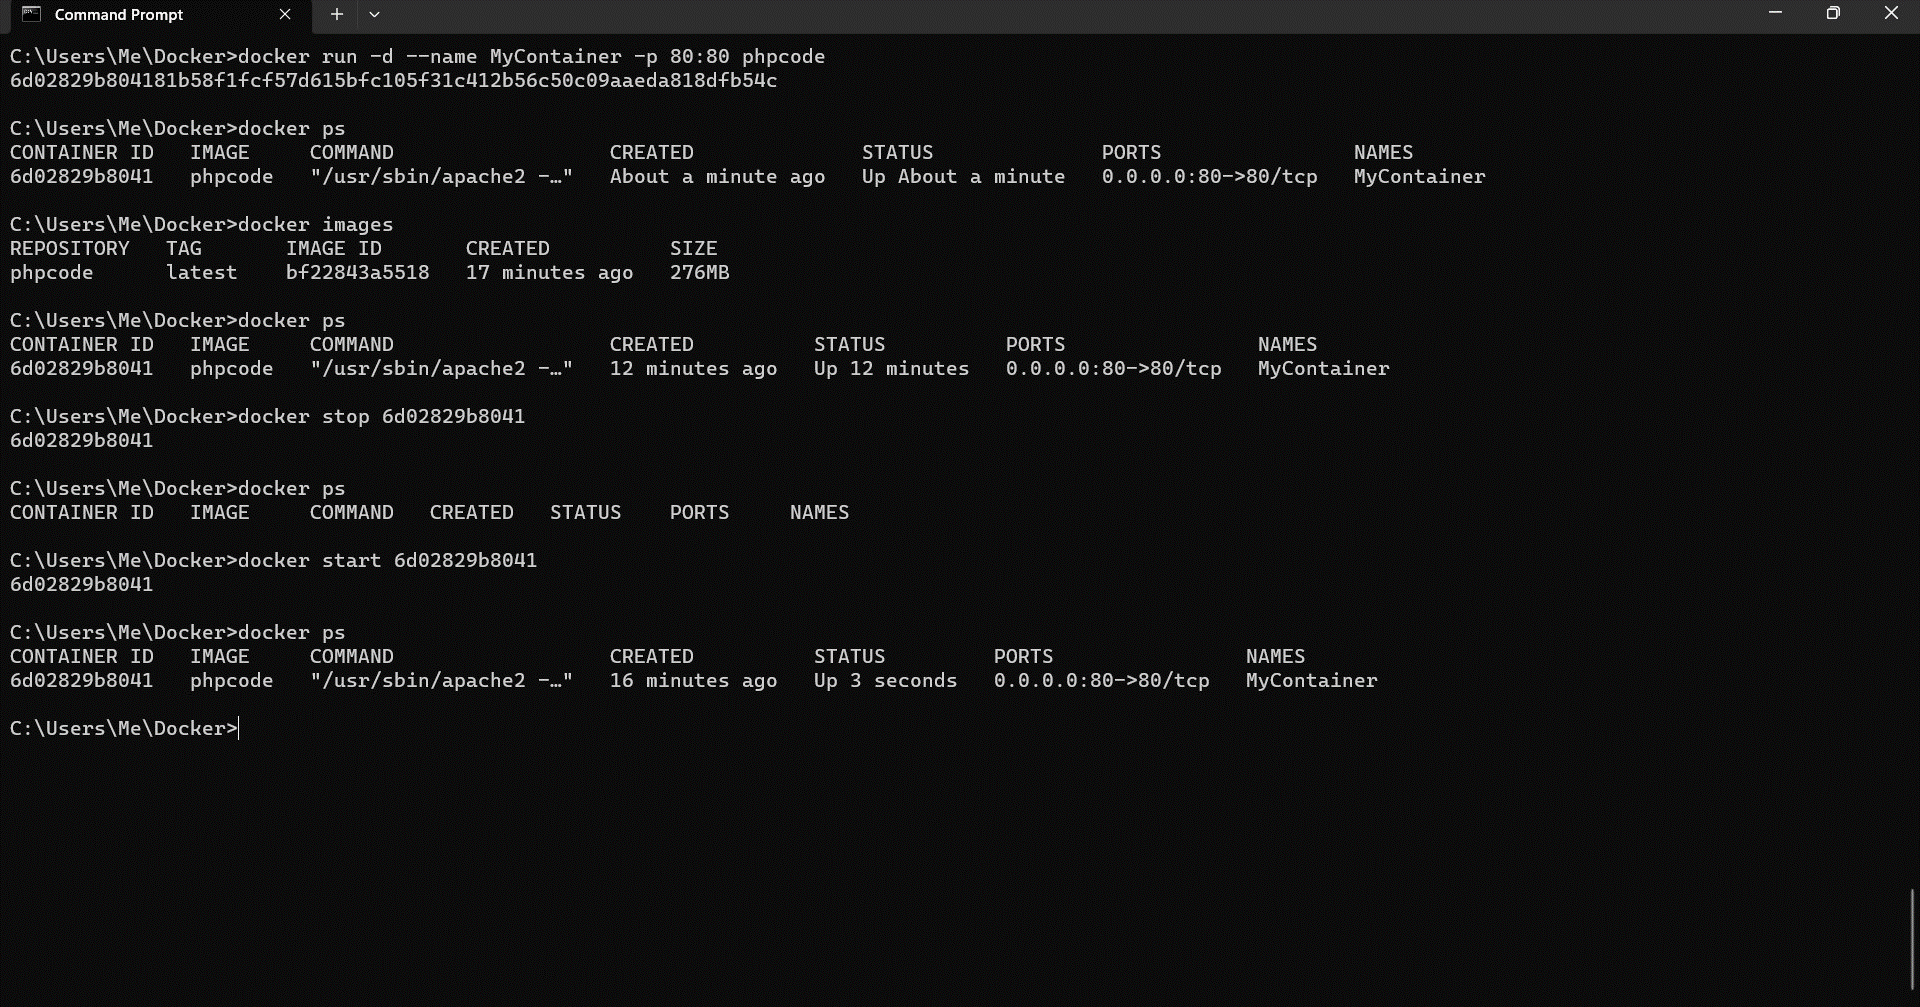 Command Prompt
C:\Users\Me\Docker>docker run -d --name MyContainer -p 80:80 phpcode
6d02829b804181b58f1fcf57d615bfc105f31c412b56c50c09aaeda818dfb54c
C:\Users\Me\Docker>docker ps
CONTAINER ID   IMAGE     COMMAND                  CREATED              STATUS              PORTS                NAMES
6d02829b8041   phpcode   "/usr/sbin/apache2 -…"   About a minute ago   Up About a minute   0.0.0.0:80->80/tcp   MyContainer
C:\Users\Me\Docker>docker images
REPOSITORY   TAG       IMAGE ID       CREATED          SIZE
phpcode      latest    bf22843a5518   17 minutes ago   276MB
C:\Users\Me\Docker>docker ps
CONTAINER ID   IMAGE     COMMAND                  CREATED          STATUS          PORTS                NAMES
6d02829b8041   phpcode   "/usr/sbin/apache2 -…"   12 minutes ago   Up 12 minutes   0.0.0.0:80->80/tcp   MyContainer
C:\Users\Me\Docker>docker stop 6d02829b8041
6d02829b8041
C:\Users\Me\Docker>docker ps
CONTAINER ID   IMAGE     COMMAND   CREATED   STATUS    PORTS     NAMES
C:\Users\Me\Docker>docker start 6d02829b8041
6d02829b8041
C:\Users\Me\Docker>docker ps
CONTAINER ID   IMAGE     COMMAND                  CREATED          STATUS         PORTS                NAMES
6d02829b8041   phpcode   "/usr/sbin/apache2 -…"   16 minutes ago   Up 3 seconds   0.0.0.0:80->80/tcp   MyContainer
C:\Users\Me\Docker>